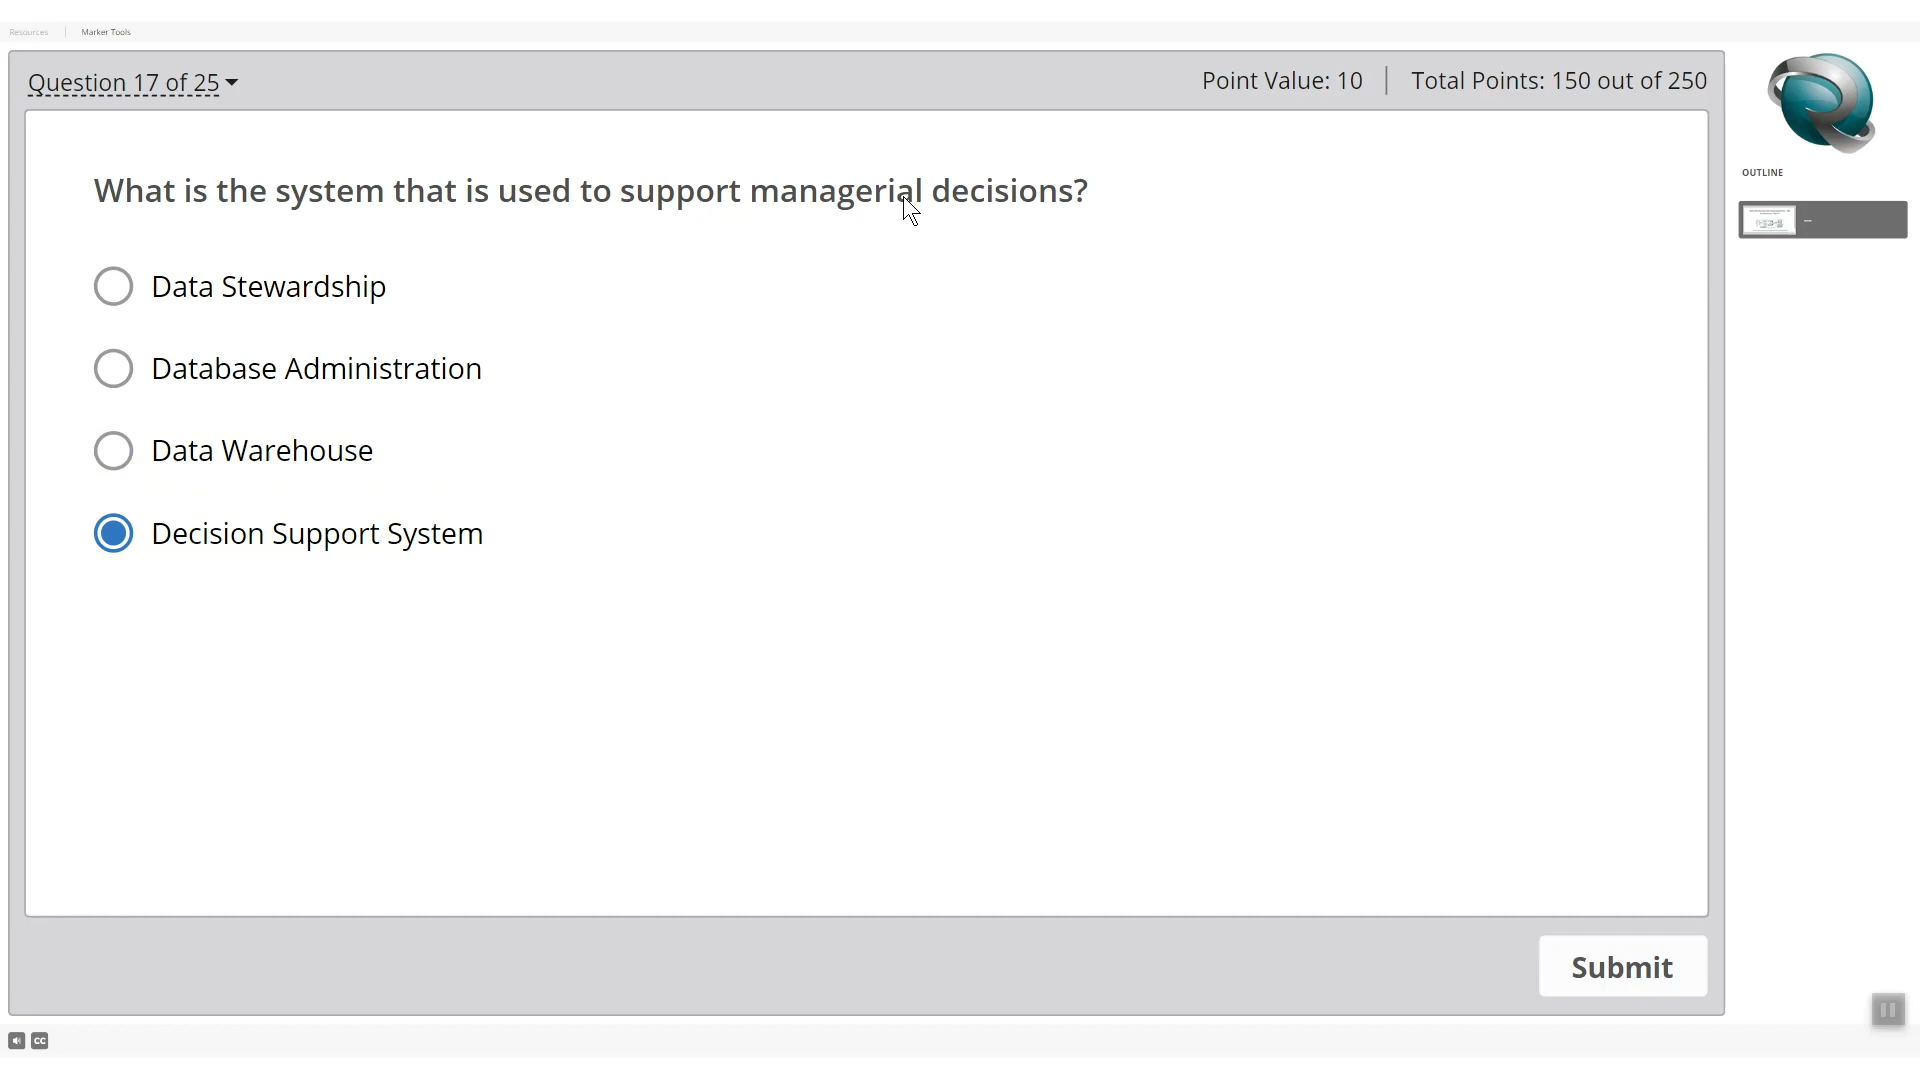 Resources
Marker Tools
Question 17 of 25
Point Value: 10
Total Points: 150 out of 250
What is the system that is used to support managerial decisions?
Data Stewardship
Database Administration
Data Warehouse
Decision Support System
Submit
OUTLINE
CC